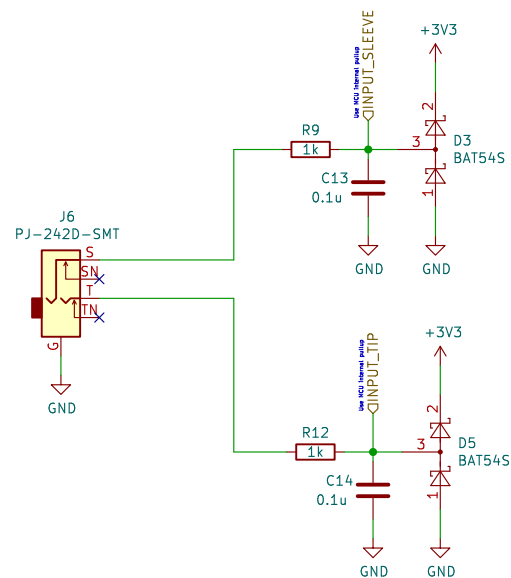 INPUT_SLEEVE
Use MCU Internal pullup
+3V3
2
R9
1k
3
D3
BAT54S
C13
0.1u
1
J6
PJ-242D-SMT
S
SN
T
TN
G
GND
GND
GND
INPUT_TIP
Use MCU Internal pullup
+3V3
2
R12
1k
3
D5
BAT54S
C14
0.1u
1
GND
GND